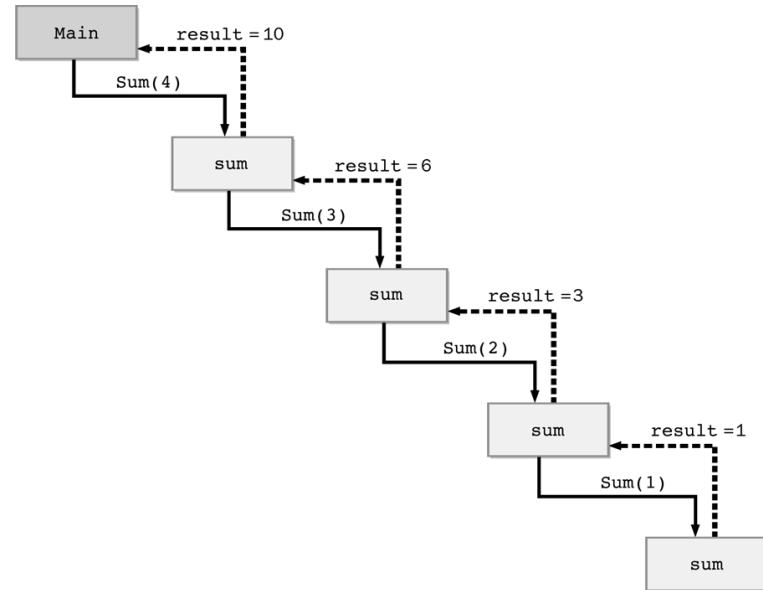 Main
result = 10
Sum(4)
sum
result = 6
Sum(3)
sum
result = 3
Sum(2)
sum
result = 1
Sum(1)
sum